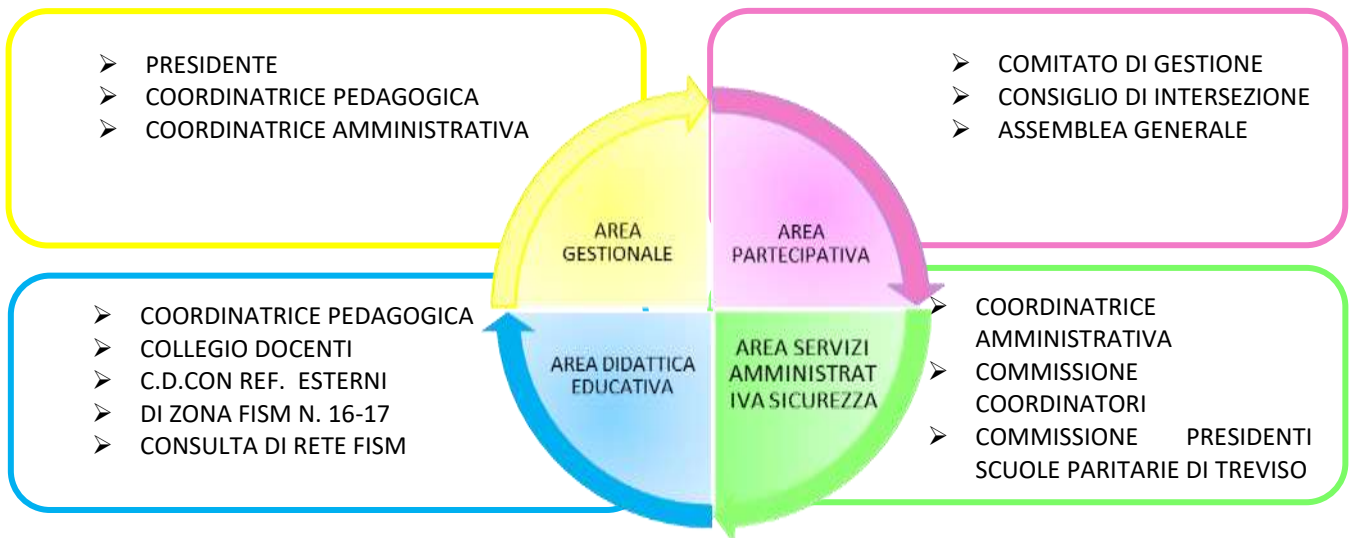 ➢ PRESIDENTE
➢ COORDINATRICE PEDAGOGICA
➢ COORDINATRICE AMMINISTRATIVA
➢ COMITATO DI GESTIONE
➢ CONSIGLIO DI INTERSEZIONE
➢ ASSEMBLEA GENERALE
AREA
GESTIONALE
AREA
PARTECIPATIVA
➢ COORDINATRICE PEDAGOGICA
➢ COLLEGIO DOCENTI
➢ C.D.CON REF. ESTERNI
➢ DI ZONA FISM N. 16-17
➢ CONSULTA DI RETE FISM
AREA DIDATTICA
EDUCATIVA
AREA SERVIZI
AMMINISTRAT
IVA SICUREZZA
➢ COORDINATRICE
AMMINISTRATIVA
➢ COMMISSIONE
COORDINATORI
➢ COMMISSIONE PRESIDENTI
SCUOLE PARITARIE DI TREVISO